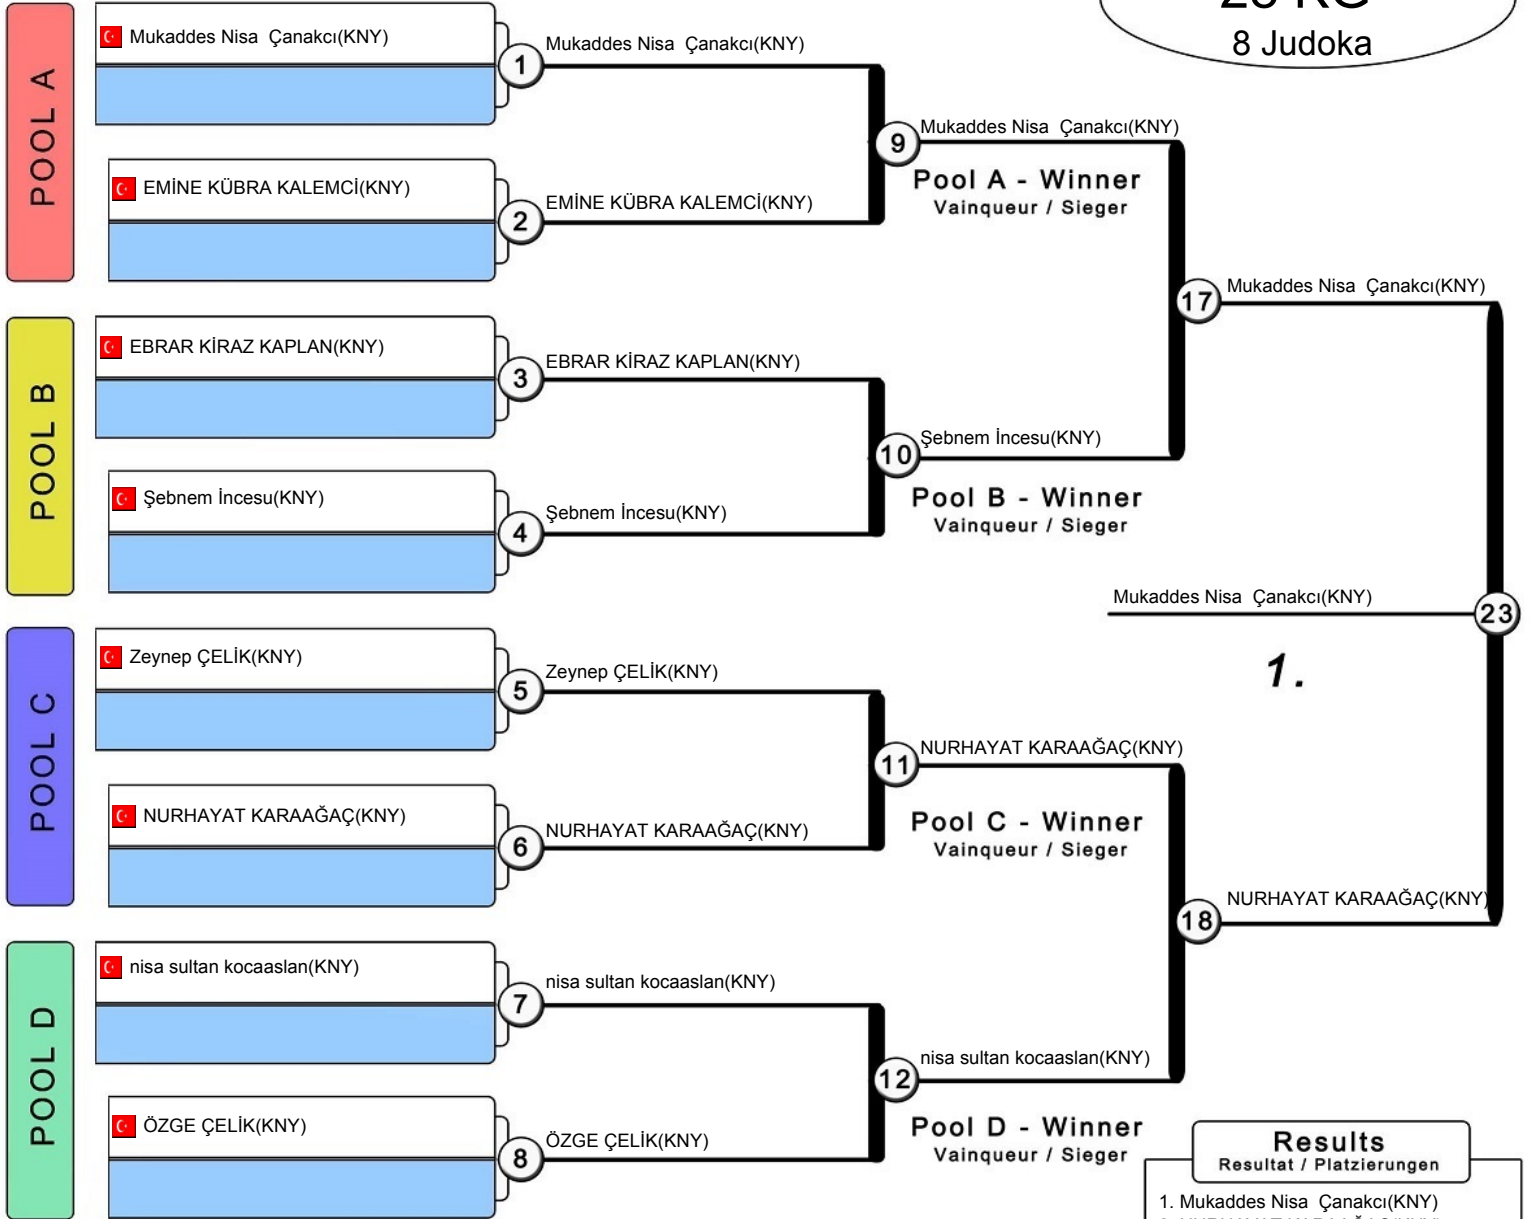 28 KG
8 Judoka
POOL A
Mukaddes Nisa Çanakcı(KNY)
1
Mukaddes Nisa Çanakcı(KNY)
EMİNE KÜBRA KALEMCİ(KNY)
2
EMİNE KÜBRA KALEMCİ(KNY)
9
Mukaddes Nisa Çanakcı(KNY)
Pool A - Winner
Vainqueur / Sieger
POOL B
EBRAR KİRAZ KAPLAN(KNY)
3
EBRAR KİRAZ KAPLAN(KNY)
Şebnem İncesu(KNY)
4
Şebnem İncesu(KNY)
10
Şebnem İncesu(KNY)
Pool B - Winner
Vainqueur / Sieger
17
Mukaddes Nisa Çanakcı(KNY)
POOL C
Zeynep ÇELİK(KNY)
5
Zeynep ÇELİK(KNY)
NURHAYAT KARAAĞAÇ(KNY)
6
NURHAYAT KARAAĞAÇ(KNY)
11
NURHAYAT KARAAĞAÇ(KNY)
Pool C - Winner
Vainqueur / Sieger
POOL D
nisa sultan kocaaslan(KNY)
7
nisa sultan kocaaslan(KNY)
ÖZGE ÇELİK(KNY)
8
ÖZGE ÇELİK(KNY)
12
nisa sultan kocaaslan(KNY)
Pool D - Winner
Vainqueur / Sieger
18
NURHAYAT KARAAĞAÇ(KNY)
Mukaddes Nisa Çanakcı(KNY)
23
1.
Results
Resultat / Platzierungen
1. Mukaddes Nisa Çanakcı(KNY)